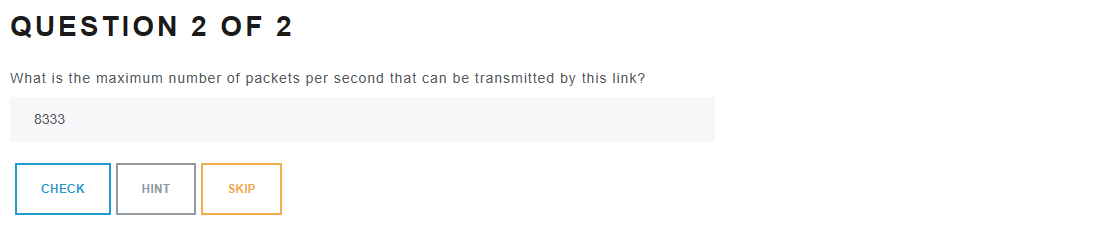 QUESTION 2 OF 2
What is the maximum number of packets per second that can be transmitted by this link?
8333
CHECK HINT SKIP